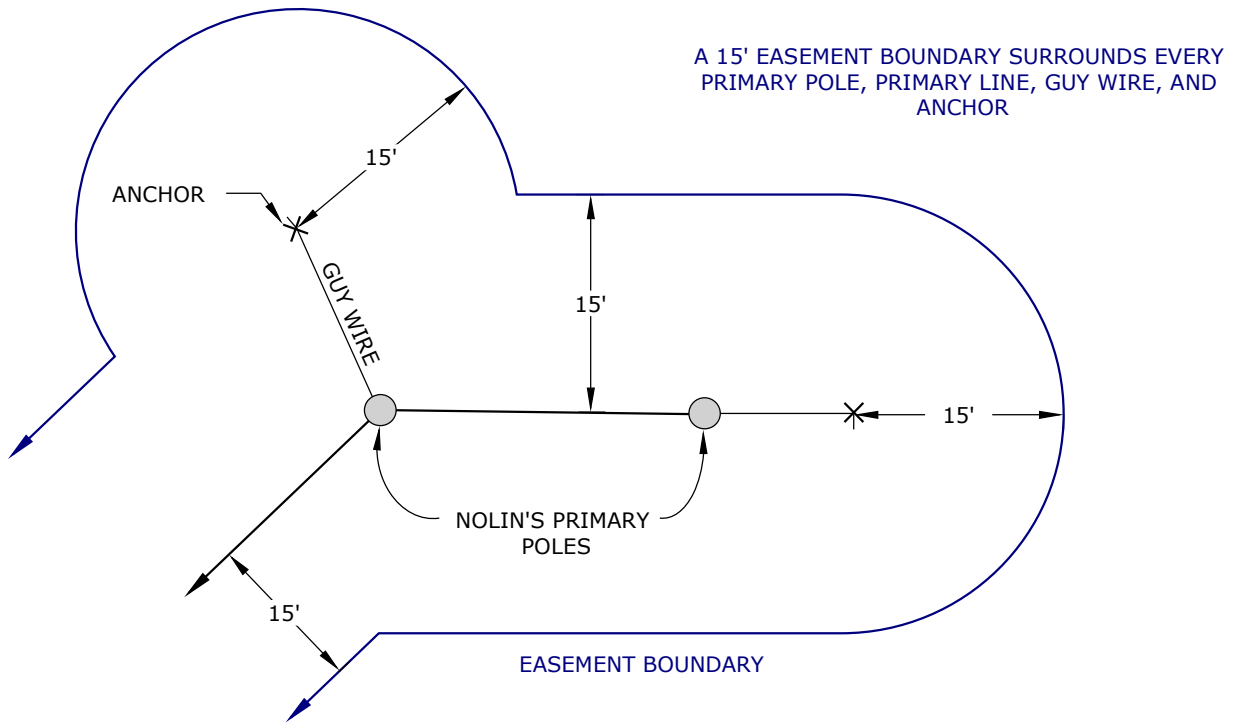 A 15' EASEMENT BOUNDARY SURROUNDS EVERY
PRIMARY POLE, PRIMARY LINE, GUY WIRE, AND
ANCHOR
15'
ANCHOR
GUY WIRE
15'
15'
NOLIN'S PRIMARY
POLES
15'
EASEMENT BOUNDARY